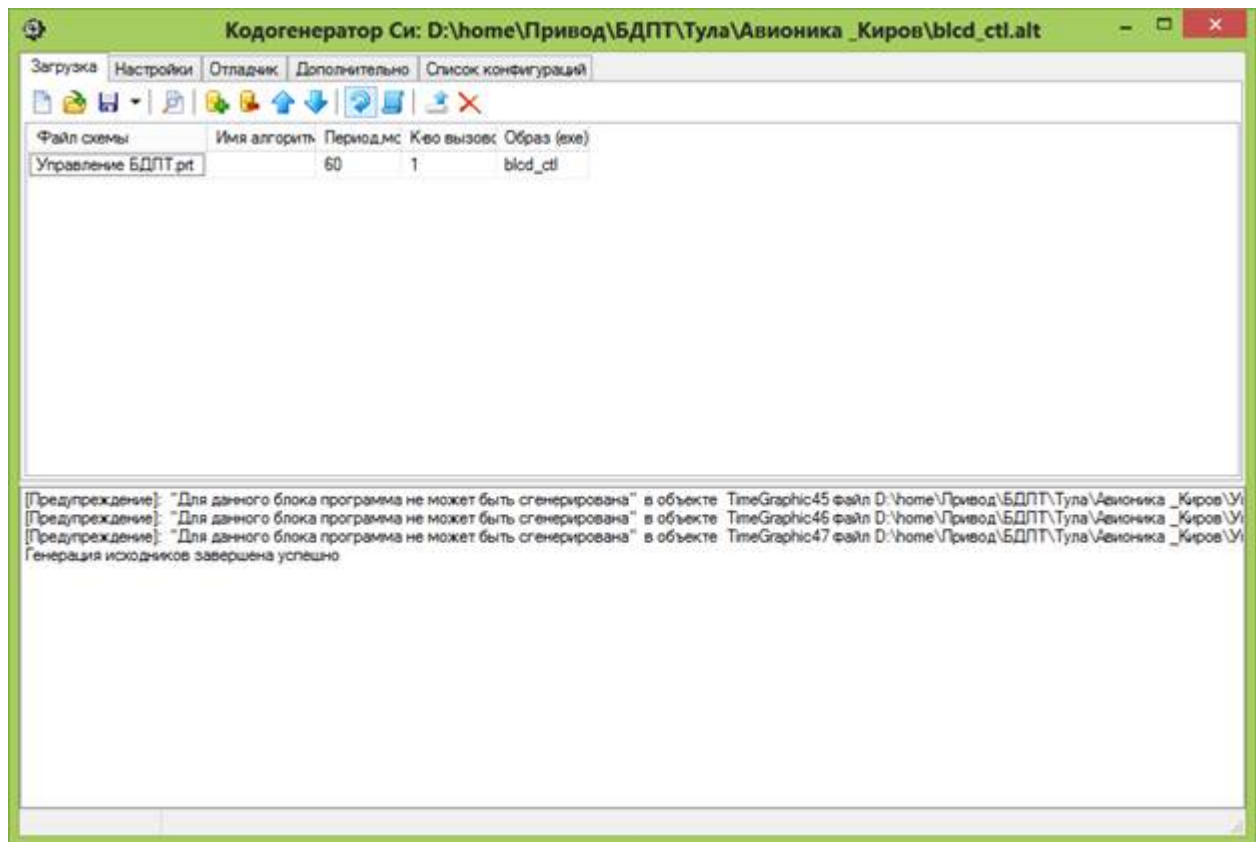 Кодогенератор Си: D:\home\Привод\БДПТ\Тула\Авионика _Киров\blcd_ctl.alt
Загрузка Настройки Отладчик Дополнительно Список конфигураций
Файл схемы Имя алгоритм Период,мс К-во вызовс Образ (exe)
Управление БДПТ.prt 60 1 blcd_ctl
[Предупреждение]: "Для данного блока программа не может быть сгенерирована" в объекте TimeGraphic45 файл D:\home\Привод\БДПТ\Тула\Авионика _Киров\Уп
[Предупреждение]: "Для данного блока программа не может быть сгенерирована" в объекте TimeGraphic46 файл D:\home\Привод\БДПТ\Тула\Авионика _Киров\Уп
[Предупреждение]: "Для данного блока программа не может быть сгенерирована" в объекте TimeGraphic47 файл D:\home\Привод\БДПТ\Тула\Авионика _Киров\Уп
Генерация исходников завершена успешно